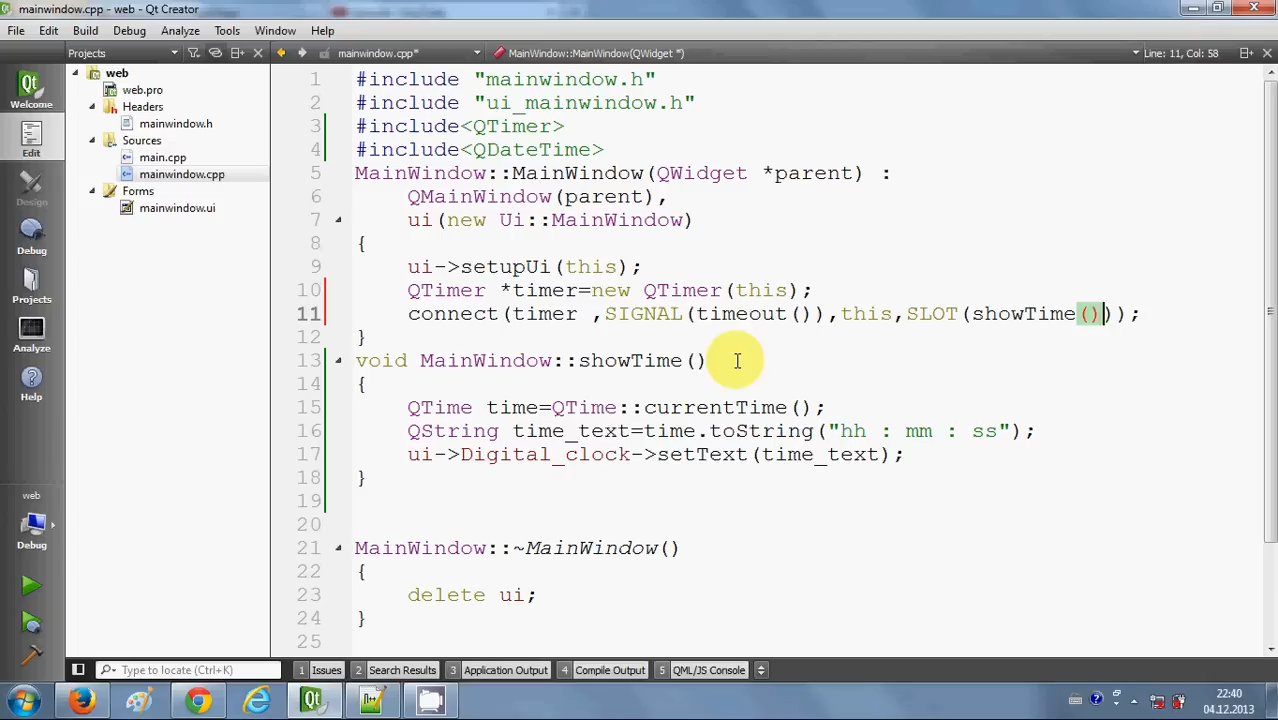 mainwindow.cpp - web - Qt Creator
File Edit Build Debug Analyze Tools Window Help
Projects mainwindow.cpp* MainWindow::MainWindow(QWidget *) Line: 11, Col: 58
Welcome
Edit
Design
Debug
Projects
Analyze
Help
web
Debug
web
web.pro
Headers
mainwindow.h
Sources
main.cpp
mainwindow.cpp
Forms
mainwindow.ui
1 #include "mainwindow.h"
2 #include "ui_mainwindow.h"
3 #include<QTimer>
4 #include<QDateTime>
5 MainWindow::MainWindow(QWidget *parent) :
6 QMainWindow(parent),
7 ui(new Ui::MainWindow)
8 {
9 ui->setupUi(this);
10 QTimer *timer=new QTimer(this);
11 connect(timer ,SIGNAL(timeout()),this,SLOT(showTime()));
12 }
13 void MainWindow::showTime()
14 {
15 QTime time=QTime::currentTime();
16 QString time_text=time.toString("hh : mm : ss");
17 ui->Digital_clock->setText(time_text);
18 }
19
20
21 MainWindow::~MainWindow()
22 {
23 delete ui;
24 }
25
Type to locate (Ctrl+K) 1 Issues 2 Search Results 3 Application Output 4 Compile Output 5 QML/JS Console
22:40
04.12.2013